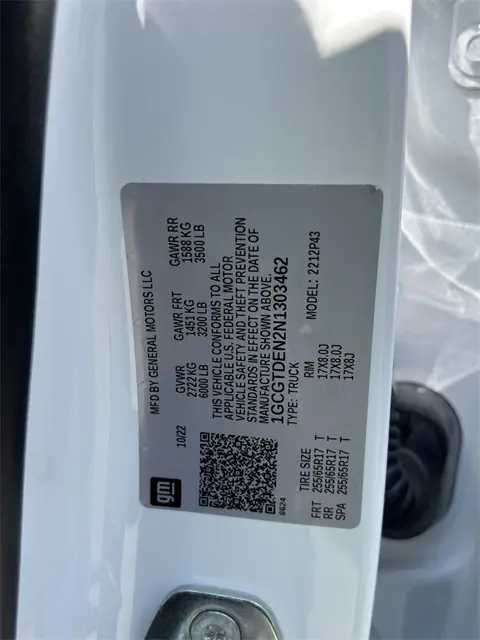 gm
MFD BY GENERAL MOTORS LLC
10/22
GVWR GAWR FRT GAWR RR
2722 KG 1451 KG 1588 KG
6000 LB 3200 LB 3500 LB
THIS VEHICLE CONFORMS TO ALL
APPLICABLE U.S. FEDERAL MOTOR
VEHICLE SAFETY AND THEFT PREVENTION
STANDARDS IN EFFECT ON THE DATE OF
MANUFACTURE SHOWN ABOVE.
1GCGTDEN2N1303462
TYPE: TRUCK MODEL: 2212P43
8624
TIRE SIZE RIM
FRT 255/65R17 T 17X8.0J
RR 255/65R17 T 17X8.0J
SPA 255/65R17 T 17X8J